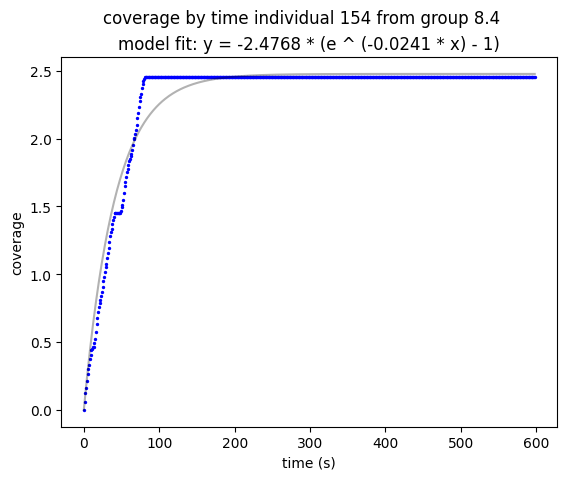 coverage by time individual 154 from group 8.4
model fit: y = -2.4768 * (e ^ (-0.0241 * x) - 1)
2.5
2.0
1.5
1.0
0.5
0.0
coverage
0 100 200 300 400 500 600
time (s)